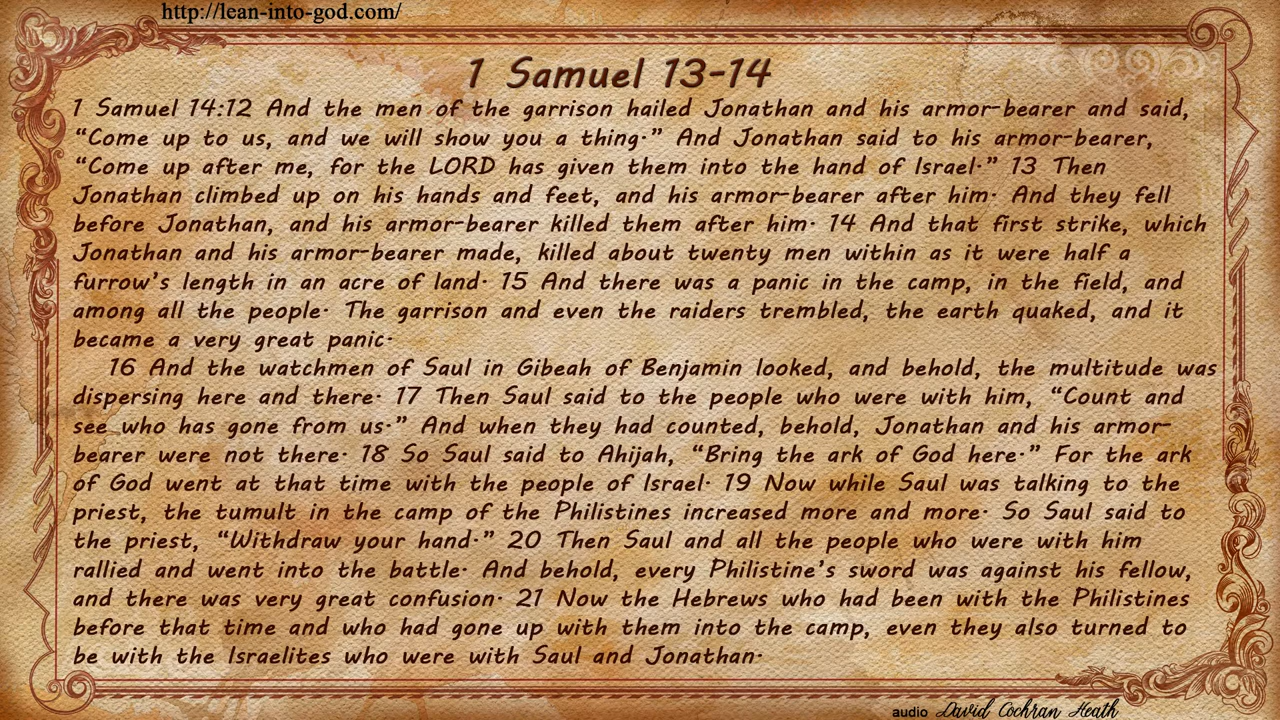 http://lean-into-god.com/
1 Samuel 13-14
1 Samuel 14:12 And the men of the garrison hailed Jonathan and his armor-bearer and said,
“Come up to us, and we will show you a thing.” And Jonathan said to his armor-bearer,
“Come up after me, for the LORD has given them into the hand of Israel.” 13 Then
Jonathan climbed up on his hands and feet, and his armor-bearer after him. And they fell
before Jonathan, and his armor-bearer killed them after him. 14 And that first strike, which
Jonathan and his armor-bearer made, killed about twenty men within as it were half a
furrow’s length in an acre of land. 15 And there was a panic in the camp, in the field, and
among all the people. The garrison and even the raiders trembled, the earth quaked, and it
became a very great panic.
16 And the watchmen of Saul in Gibeah of Benjamin looked, and behold, the multitude was
dispersing here and there. 17 Then Saul said to the people who were with him, “Count and
see who has gone from us.” And when they had counted, behold, Jonathan and his armor-
bearer were not there. 18 So Saul said to Ahijah, “Bring the ark of God here.” For the ark
of God went at that time with the people of Israel. 19 Now while Saul was talking to the
priest, the tumult in the camp of the Philistines increased more and more. So Saul said to
the priest, “Withdraw your hand.” 20 Then Saul and all the people who were with him
rallied and went into the battle. And behold, every Philistine’s sword was against his fellow,
and there was very great confusion. 21 Now the Hebrews who had been with the Philistines
before that time and who had gone up with them into the camp, even they also turned to
be with the Israelites who were with Saul and Jonathan.
audio David Cochran Heath